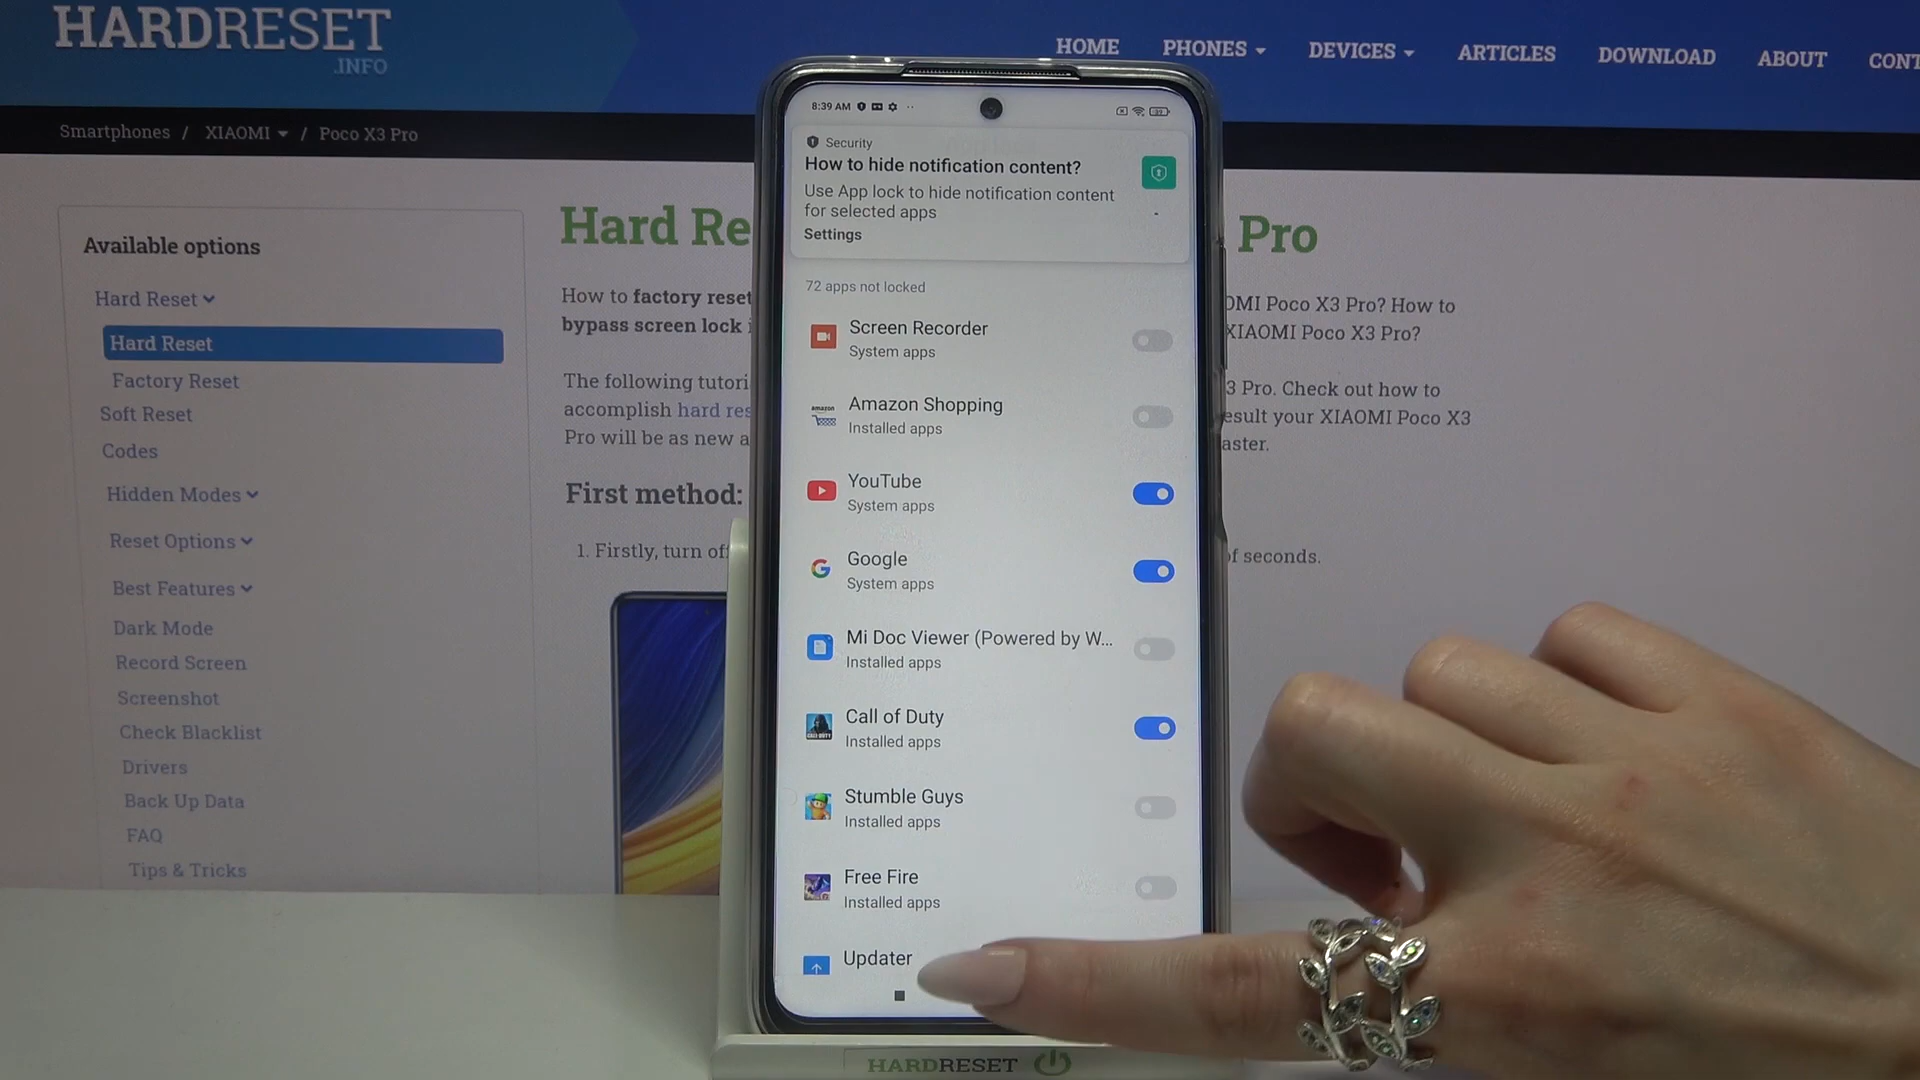 HARDRESET
.INFO
HOME PHONES DEVICES ARTICLES DOWNLOAD ABOUT CONT
Smartphones / XIAOMI / Poco X3 Pro
Available options
Hard Reset
Hard Reset
Factory Reset
Soft Reset
Codes
Hidden Modes
Reset Options
Best Features
Dark Mode
Record Screen
Screenshot
Check Blacklist
Drivers
Back Up Data
FAQ
Tips & Tricks
Hard Re
Pro
How to factory reset
OMI Poco X3 Pro? How to
bypass screen lock i
XIAOMI Poco X3 Pro?
The following tutori
3 Pro. Check out how to
accomplish hard res
esult your XIAOMI Poco X3
Pro will be as new a
aster.
First method:
1. Firstly, turn of
of seconds.
8:39 AM
Security
How to hide notification content?
Use App lock to hide notification content
for selected apps
Settings
72 apps not locked
Screen Recorder
System apps
amazon
Amazon Shopping
Installed apps
YouTube
System apps
Google
System apps
Mi Doc Viewer (Powered by W...
Installed apps
Call of Duty
Installed apps
Stumble Guys
Installed apps
Free Fire
Installed apps
Updater
HARDRESET